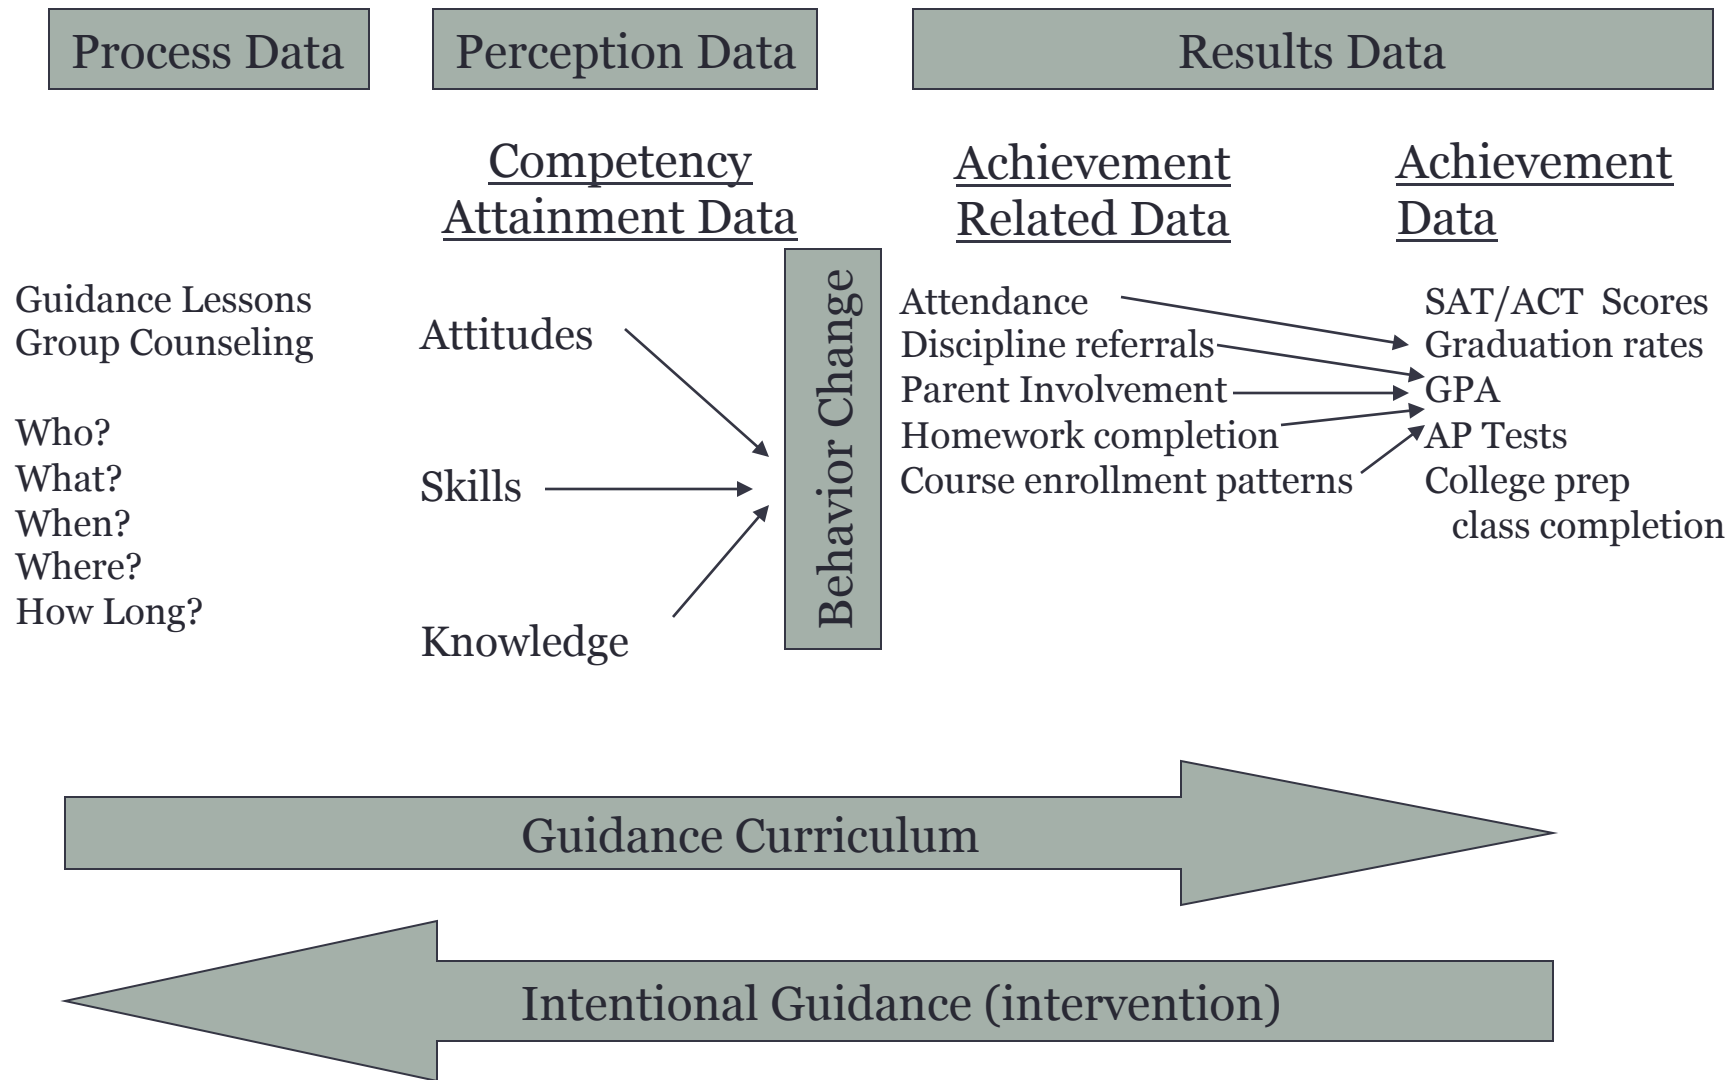 Process Data
Perception Data
Results Data
Competency
Attainment Data
Achievement
Related Data
Achievement
Data
Guidance Lessons
Group Counseling
Who?
What?
When?
Where?
How Long?
Attitudes
Skills
Knowledge
Behavior Change
Attendance
Discipline referrals
Parent Involvement
Homework completion
Course enrollment patterns
SAT/ACT Scores
Graduation rates
GPA
AP Tests
College prep
class completion
Guidance Curriculum
Intentional Guidance (intervention)